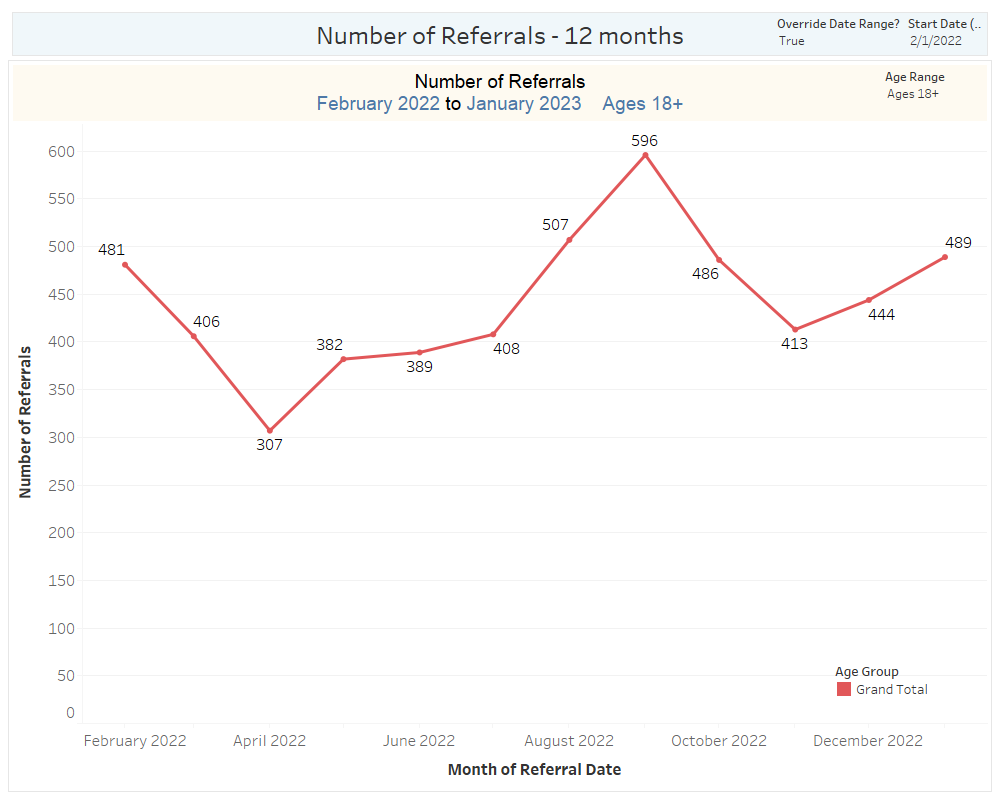 Number of Referrals - 12 months
Override Date Range? Start Date (..
True 2/1/2022
Number of Referrals
February 2022 to January 2023 Ages 18+
Age Range
Ages 18+
Number of Referrals
600
550
500
450
400
350
300
250
200
150
100
50
0
481
406
307
382
389
408
507
596
486
413
444
489
Age Group
Grand Total
February 2022 April 2022 June 2022 August 2022 October 2022 December 2022
Month of Referral Date